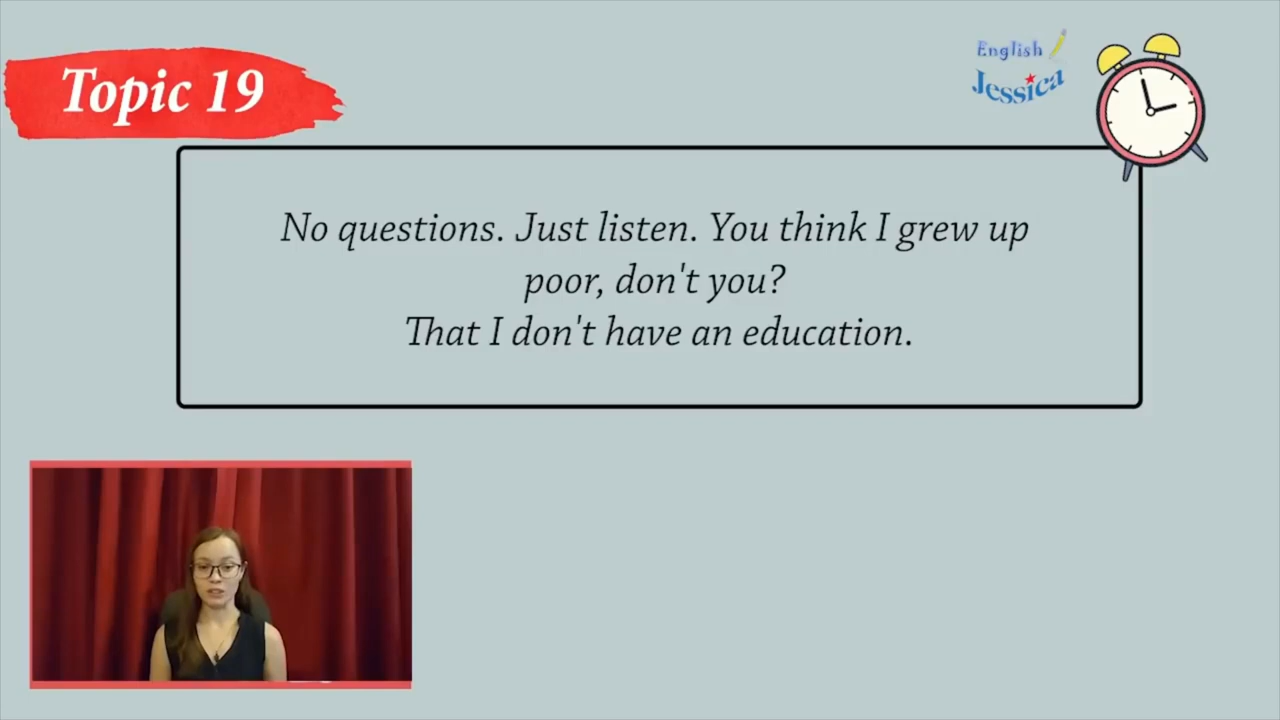 Topic 19
English
Jessica
No questions. Just listen. You think I grew up
poor, don't you?
That I don't have an education.